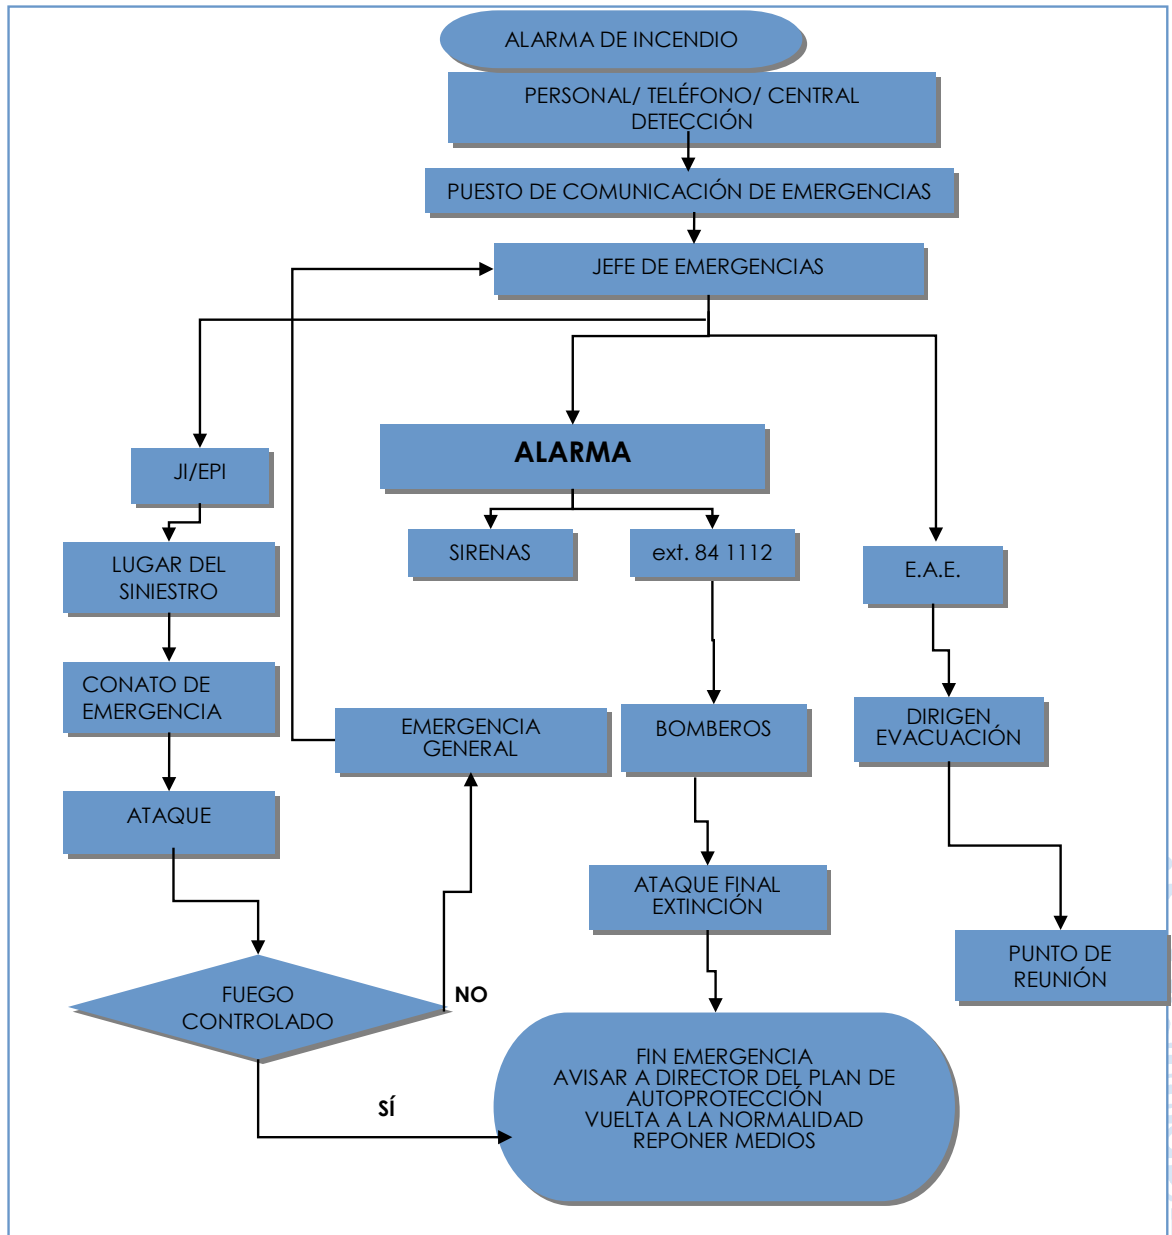 ALARMA DE INCENDIO
PERSONAL/ TELÉFONO/ CENTRAL
DETECCIÓN
PUESTO DE COMUNICACIÓN DE EMERGENCIAS
JEFE DE EMERGENCIAS
ALARMA
JI/EPI
SIRENAS
ext. 84 1112
E.A.E.
LUGAR DEL
SINIESTRO
CONATO DE
EMERGENCIA
EMERGENCIA
GENERAL
BOMBEROS
DIRIGEN
EVACUACIÓN
ATAQUE
ATAQUE FINAL
EXTINCIÓN
PUNTO DE
REUNIÓN
FUEGO
CONTROLADO
NO
SÍ
FIN EMERGENCIA
AVISAR A DIRECTOR DEL PLAN DE
AUTOPROTECCIÓN
VUELTA A LA NORMALIDAD
REPONER MEDIOS